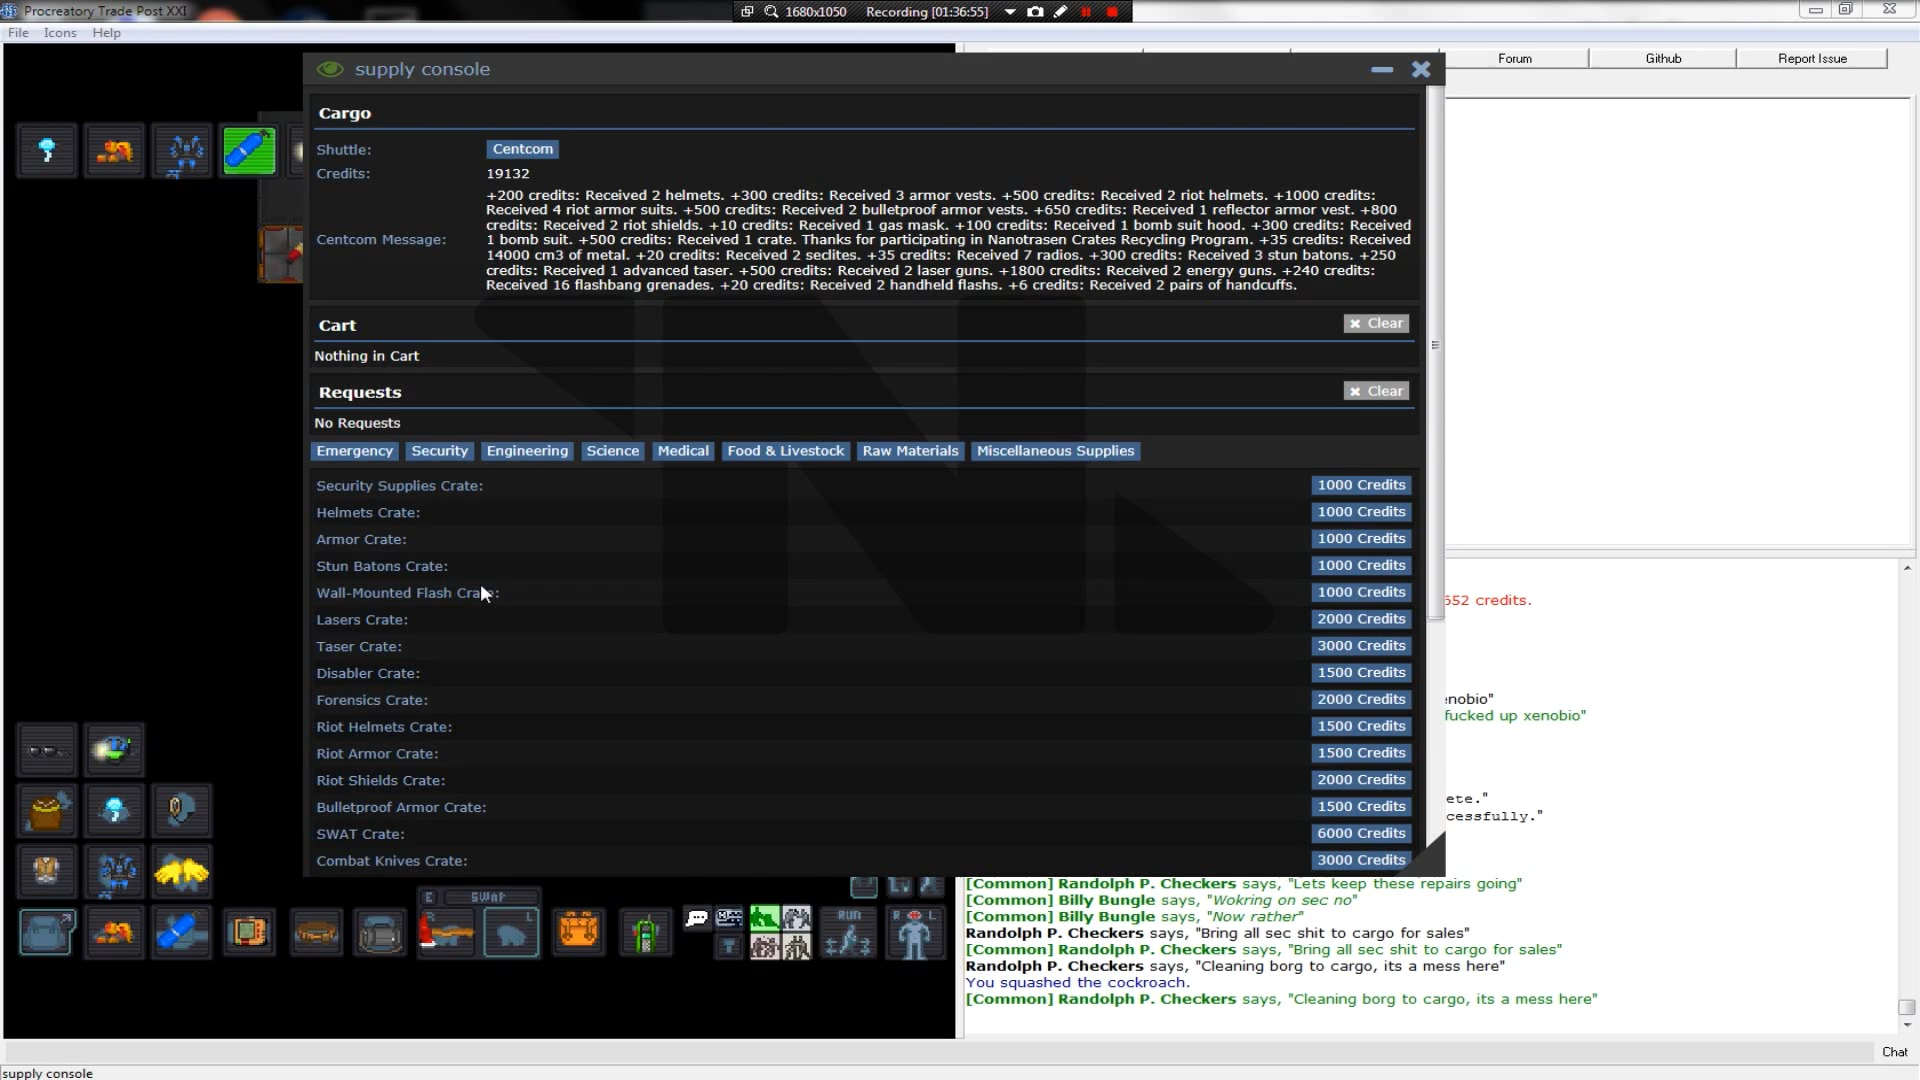 Procreatory Trade Post XXI
1680x1050 Recording [01:36:55]
File Icons Help
Forum Github Report Issue
supply console
Cargo
Shuttle: Centcom
Credits: 19132
Centcom Message:
+200 credits: Received 2 helmets. +300 credits: Received 3 armor vests. +500 credits: Received 2 riot helmets. +1000 credits:
Received 4 riot armor suits. +500 credits: Received 2 bulletproof armor vests. +650 credits: Received 1 reflector armor vest. +800
credits: Received 2 riot shields. +10 credits: Received 1 gas mask. +100 credits: Received 1 bomb suit hood. +300 credits: Received
1 bomb suit. +500 credits: Received 1 crate. Thanks for participating in Nanotrasen Crates Recycling Program. +35 credits: Received
14000 cm3 of metal. +20 credits: Received 2 seclites. +35 credits: Received 7 radios. +300 credits: Received 3 stun batons. +250
credits: Received 1 advanced taser. +500 credits: Received 2 laser guns. +1800 credits: Received 2 energy guns. +240 credits:
Received 16 flashbang grenades. +20 credits: Received 2 handheld flashs. +6 credits: Received 2 pairs of handcuffs.
Cart Clear
Nothing in Cart
Requests Clear
No Requests
Emergency Security Engineering Science Medical Food & Livestock Raw Materials Miscellaneous Supplies
Security Supplies Crate: 1000 Credits
Helmets Crate: 1000 Credits
Armor Crate: 1000 Credits
Stun Batons Crate: 1000 Credits
Wall-Mounted Flash Cra e: 1000 Credits
Lasers Crate: 2000 Credits
Taser Crate: 3000 Credits
Disabler Crate: 1500 Credits
Forensics Crate: 2000 Credits
Riot Helmets Crate: 1500 Credits
Riot Armor Crate: 1500 Credits
Riot Shields Crate: 2000 Credits
Bulletproof Armor Crate: 1500 Credits
SWAT Crate: 6000 Credits
Combat Knives Crate: 3000 Credits
552 credits.
enobio"
fucked up xenobio"
ete."
cessfully."
[Common] Randolph P. Checkers says, "Lets keep these repairs going"
[Common] Billy Bungle says, "Wokring on sec no"
[Common] Billy Bungle says, "Now rather"
Randolph P. Checkers says, "Bring all sec shit to cargo for sales"
[Common] Randolph P. Checkers says, "Bring all sec shit to cargo for sales"
Randolph P. Checkers says, "Cleaning borg to cargo, its a mess here"
You squashed the cockroach.
[Common] Randolph P. Checkers says, "Cleaning borg to cargo, its a mess here"
E SWAP
R L
RUN
R L
Chat
supply console